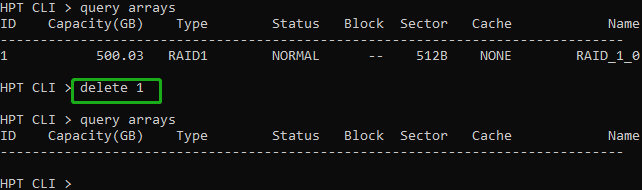 HPT CLI > query arrays
ID    Capacity(GB)    Type        Status   Block  Sector   Cache            Name
-------------------------------------------------------------------------------
1           500.03    RAID1       NORMAL   --    512B    NONE        RAID_1_0
HPT CLI > delete 1
HPT CLI > query arrays
ID    Capacity(GB)    Type        Status   Block  Sector   Cache            Name
-------------------------------------------------------------------------------
HPT CLI >